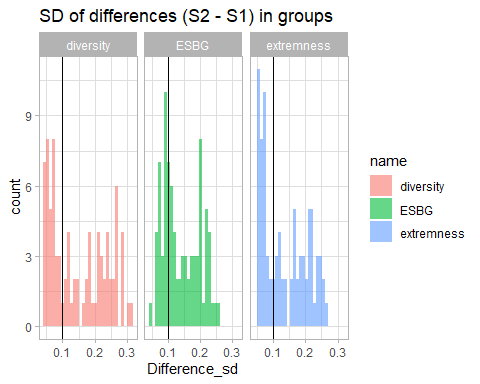 SD of differences (S2 - S1) in groups
diversity ESBG extremness
count
9
6
3
0
0.1 0.2 0.3 0.1 0.2 0.3 0.1 0.2 0.3
Difference_sd
name
diversity
ESBG
extremness